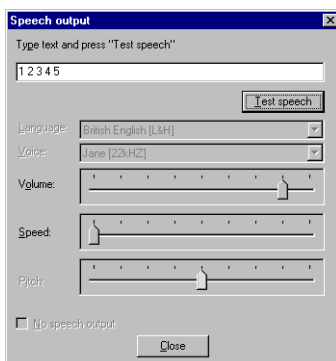 Speech output
Type text and press "Test speech"
1 2 3 4 5
Test speech
Language: British English [L&H]
Voice: Jane [22kHZ]
Volume:
Speed:
Pitch:
No speech output
Close